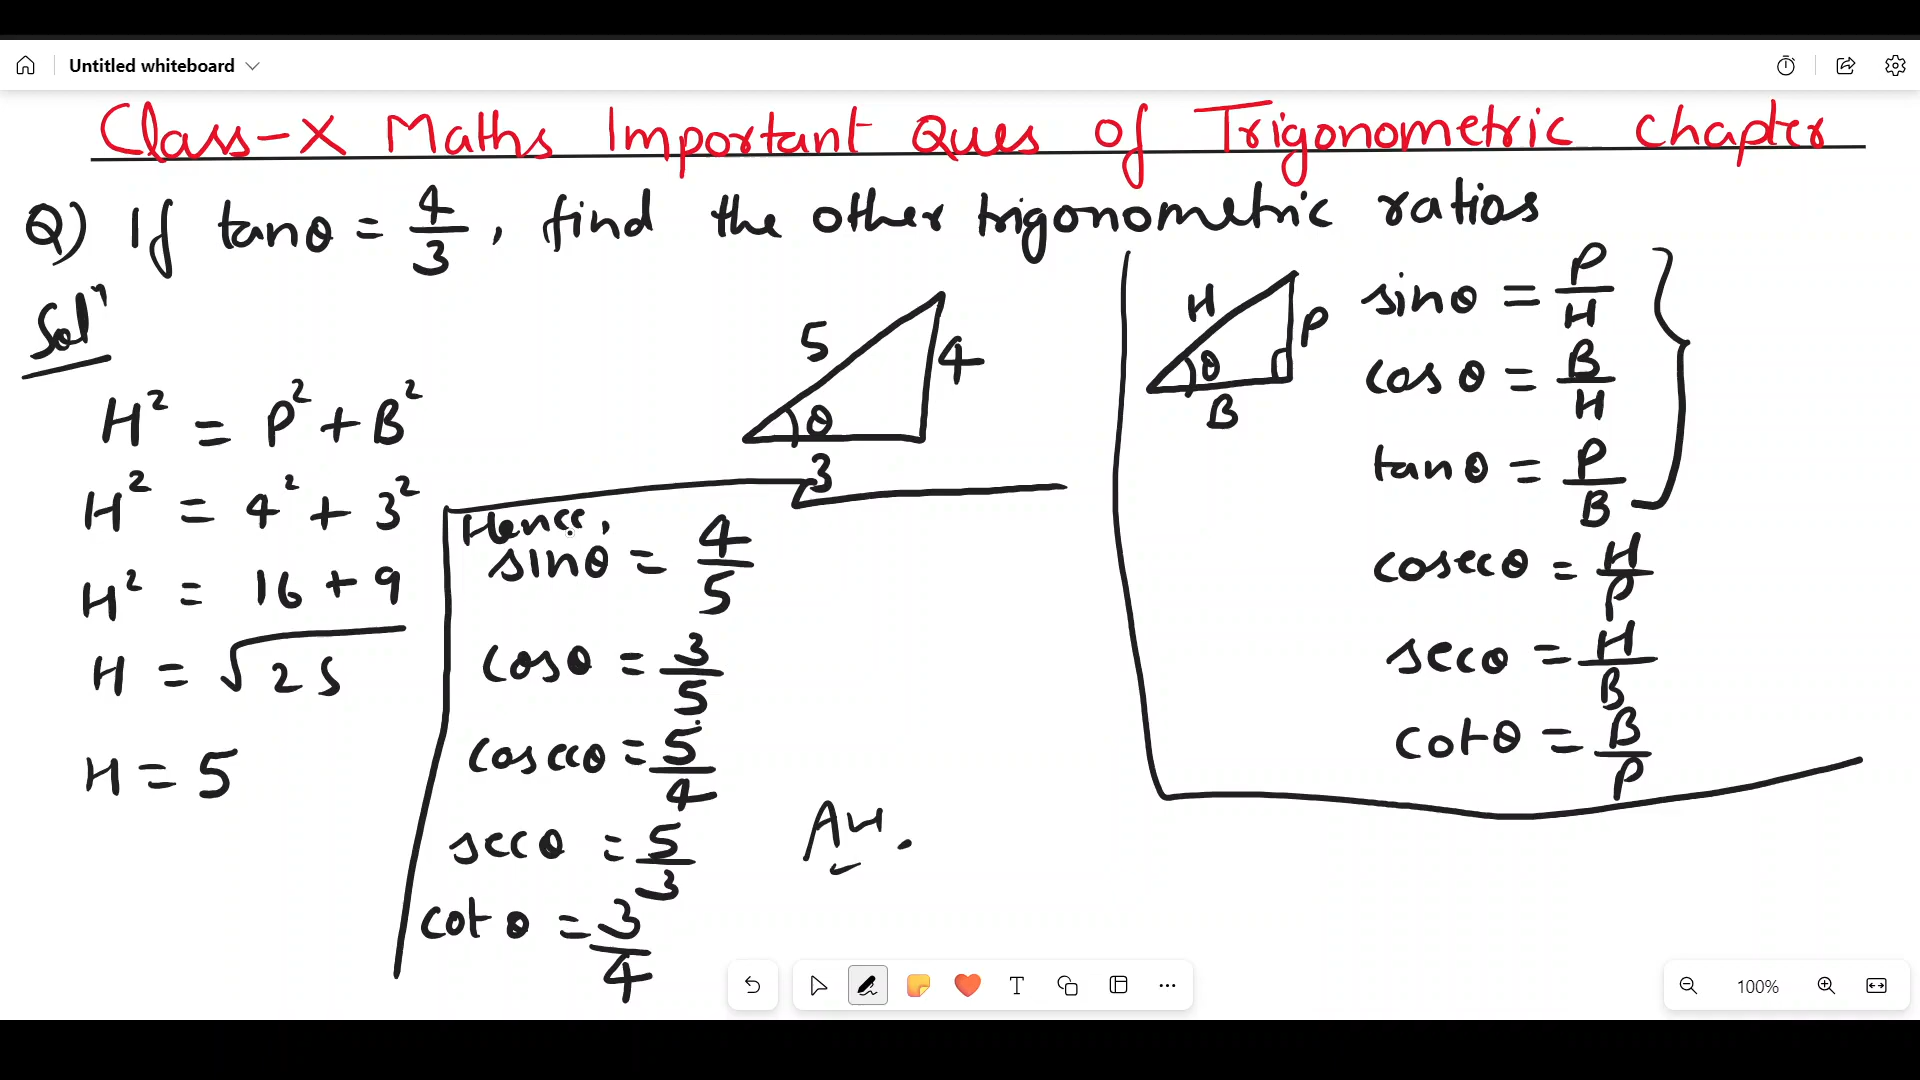 Untitled whiteboard
Class-X Maths Important Ques of Trigonometric Chapter
Q) If tanθ = 4/3, find the other trigonometric ratios
Solⁿ
5
4
θ
3
H² = P² + B²
H² = 4² + 3²
H² = 16 + 9
H = √25
H = 5
Hence,
sinθ = 4/5
cosθ = 3/5
cosecθ = 5/4
secθ = 5/3
cotθ = 3/4
Ans.
H
P
θ
B
sinθ = P/H
cosθ = B/H
tanθ = P/B
cosecθ = H/P
secθ = H/B
cotθ = B/P
T
100%